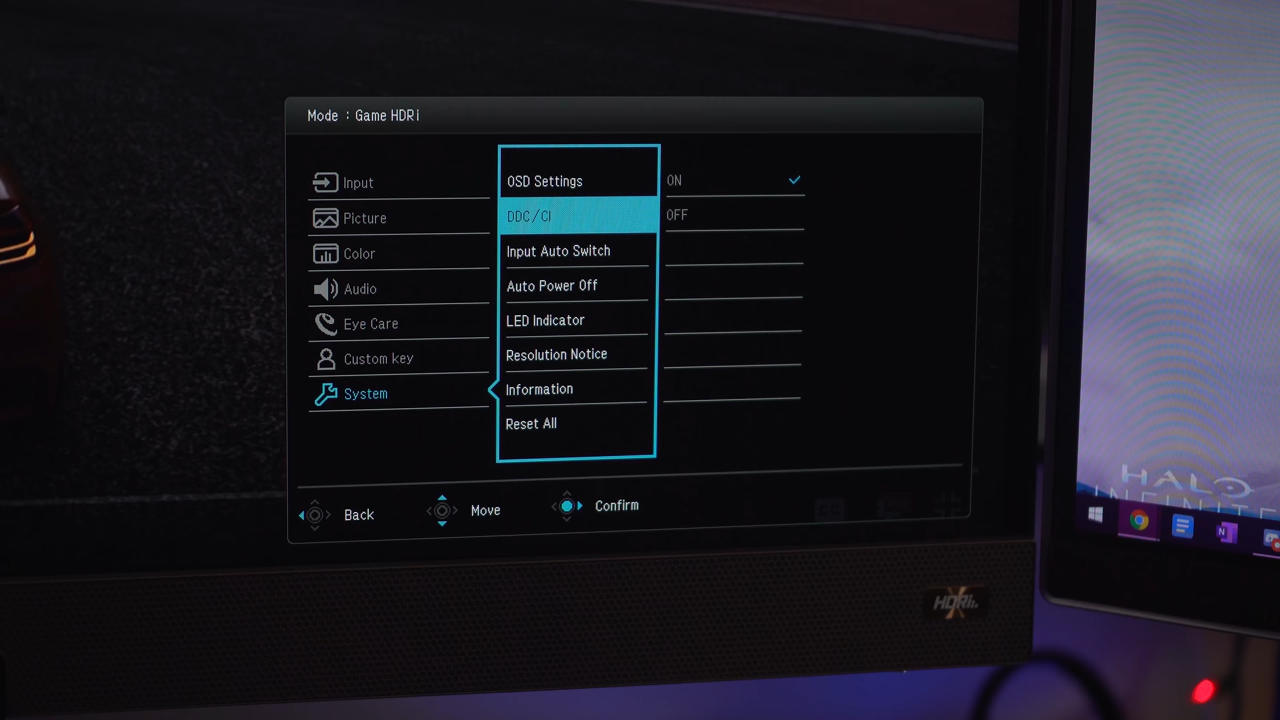 Mode : Game HDRi
Input
Picture
Color
Audio
Eye Care
Custom key
System
OSD Settings
DDC/CI
Input Auto Switch
Auto Power Off
LED Indicator
Resolution Notice
Information
Reset All
ON
OFF
Back
Move
Confirm
HDRi
HALO
INFINITE